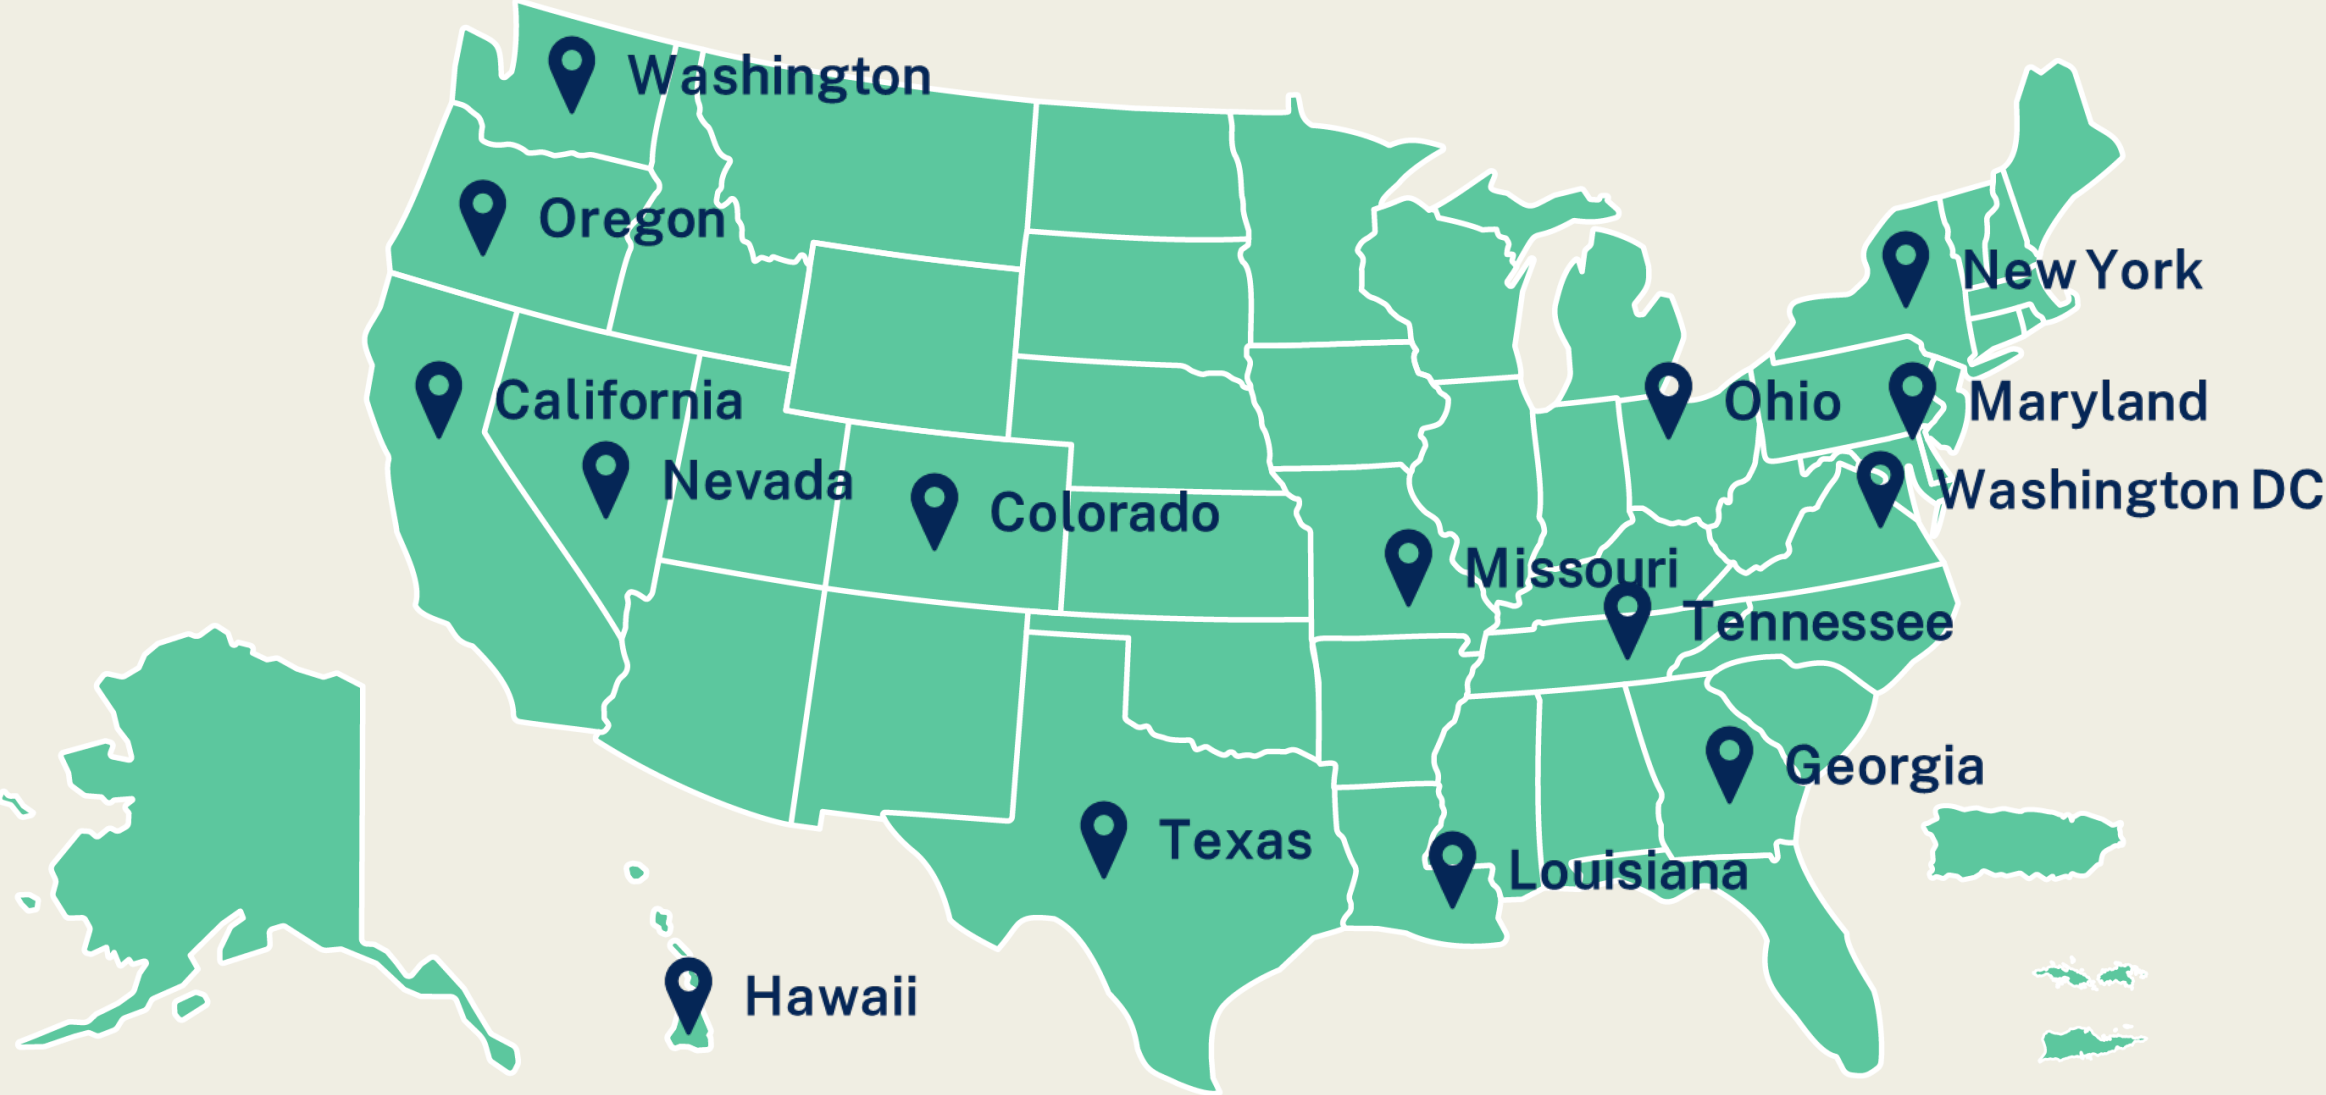 Washington
Oregon
New York
California
Ohio
Maryland
Nevada
Washington DC
Colorado
Missouri
Tennessee
Georgia
Texas
Louisiana
Hawaii